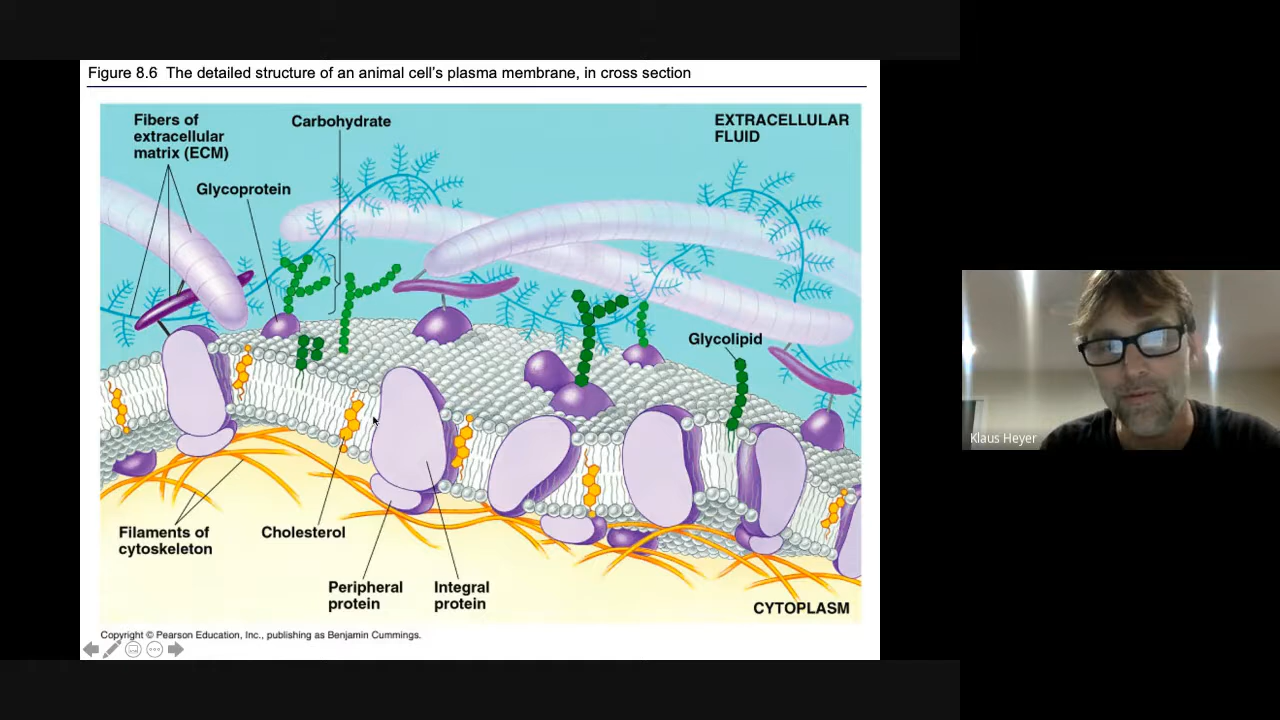 Figure 8.6  The detailed structure of an animal cell’s plasma membrane, in cross section
Fibers of
extracellular
matrix (ECM)
Carbohydrate
EXTRACELLULAR
FLUID
Glycoprotein
Glycolipid
Klaus Heyer
Filaments of
cytoskeleton
Cholesterol
Peripheral
protein
Integral
protein
CYTOPLASM
Copyright © Pearson Education, Inc., publishing as Benjamin Cummings.